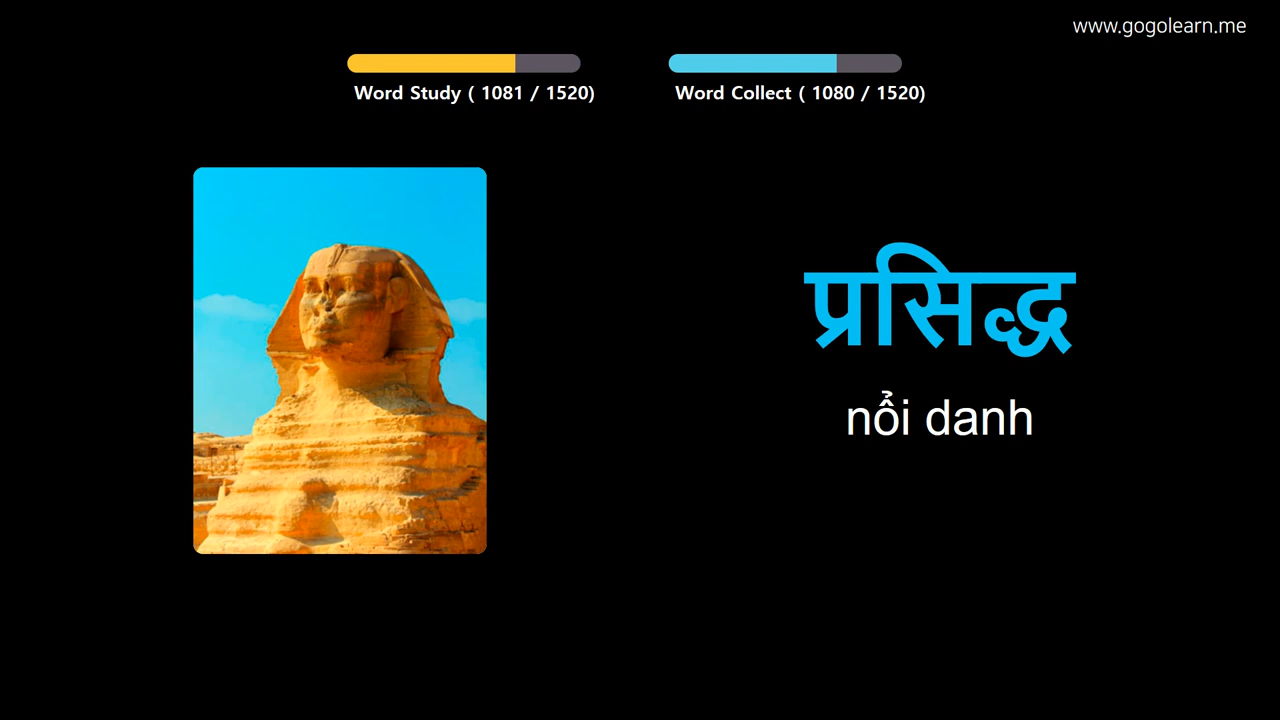 www.gogolearn.me
Word Study ( 1081 / 1520)
Word Collect ( 1080 / 1520)
प्रसिद्ध
nổi danh